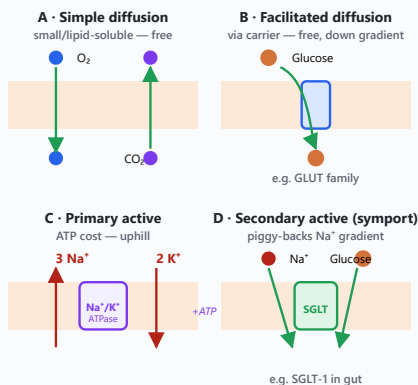 A · Simple diffusion
small/lipid-soluble — free
O₂
CO₂
B · Facilitated diffusion
via carrier — free, down gradient
Glucose
e.g. GLUT family
C · Primary active
ATP cost — uphill
3 Na⁺
2 K⁺
Na⁺/K⁺
ATPase
+ATP
D · Secondary active (symport)
piggy-backs Na⁺ gradient
Na⁺
Glucose
SGLT
e.g. SGLT-1 in gut